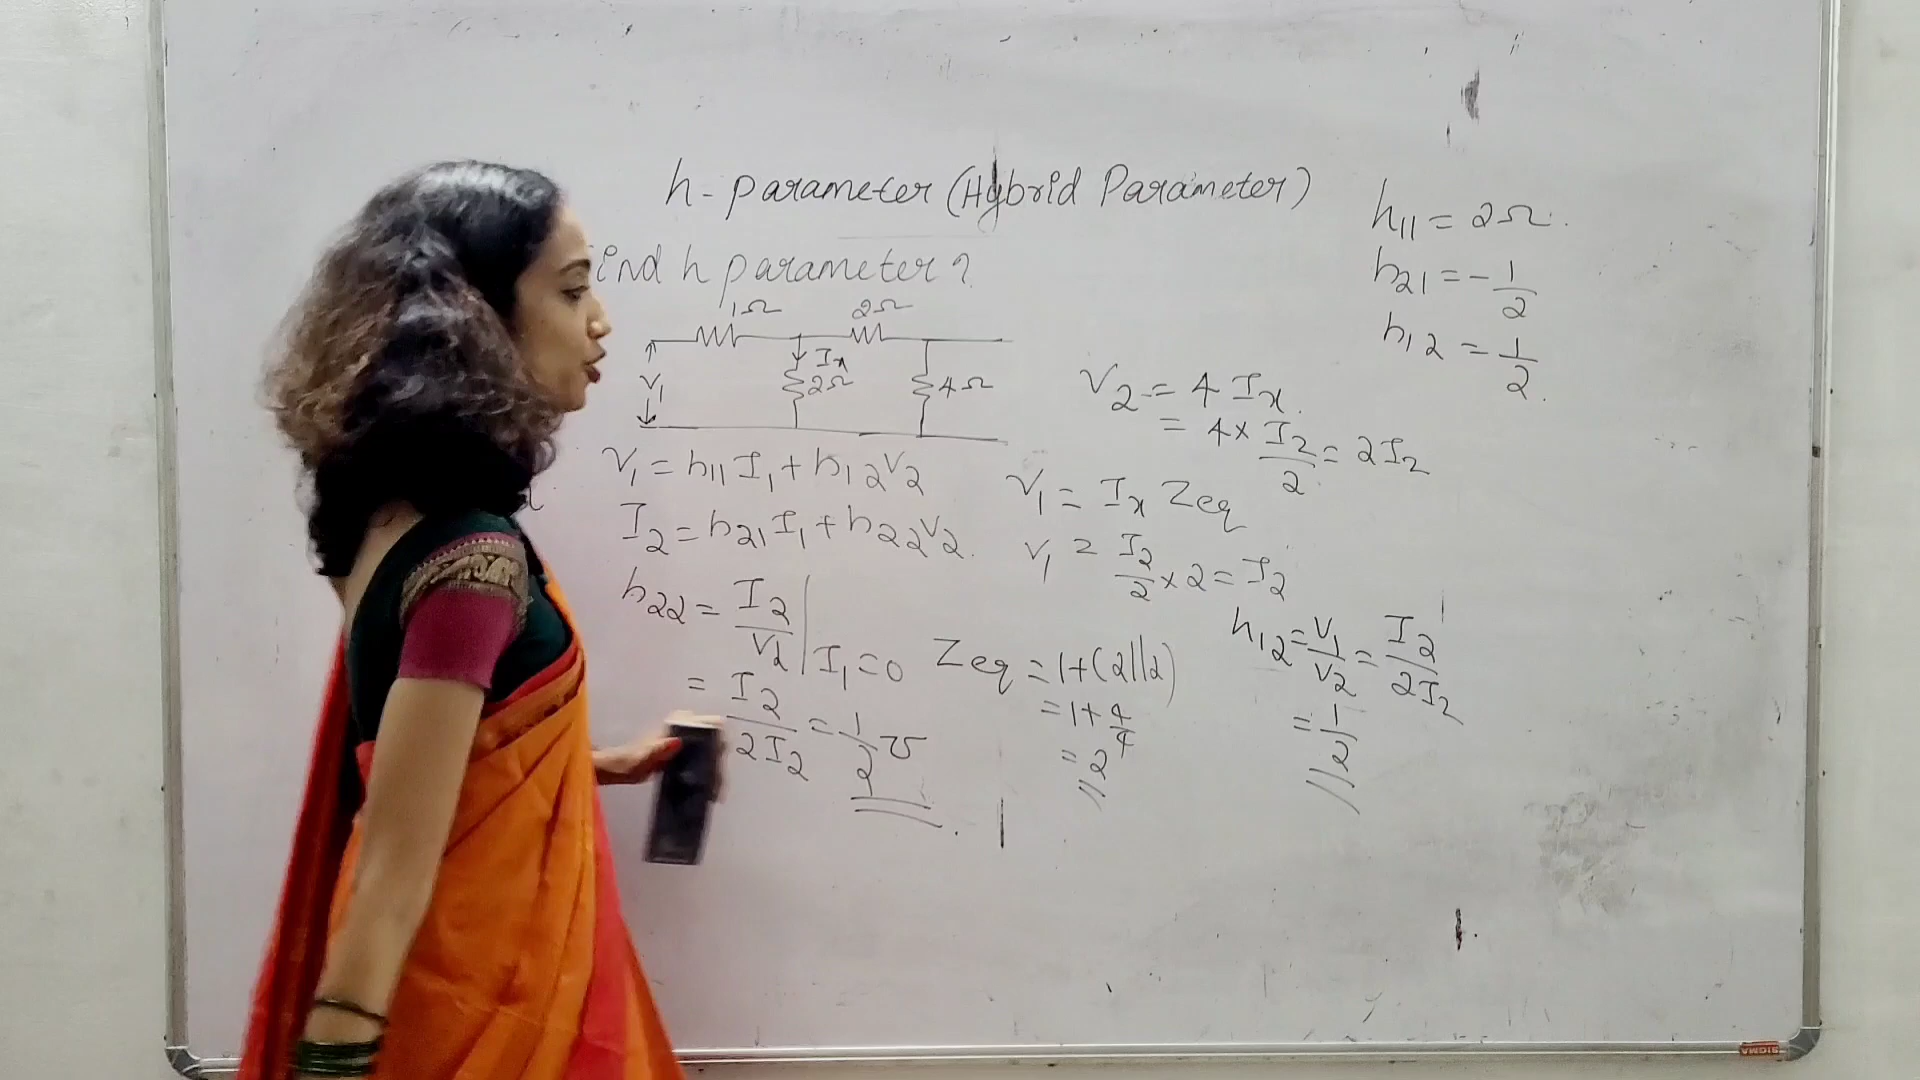 h-parameter (Hybrid Parameter)
ind h parameter?
1Ω 2Ω
V1 Ix 2Ω 4Ω
V1 = h11 I1 + h12 V2
I2 = h21 I1 + h22 V2.
h22 = I2/V2 | I1 = 0
= I2/2I2 = 1/2 ℧
h11 = 2Ω.
h21 = -1/2
h12 = 1/2.
V2 = 4 Ix.
= 4 × I2/2 = 2I2
V1 = Ix Zeq
V1 = I2/2 × 2 = I2
Zeq = 1+(2||2)
= 1+4/4
= 2
h12 = V1/V2 = I2/2I2
= 1/2
SIGMA